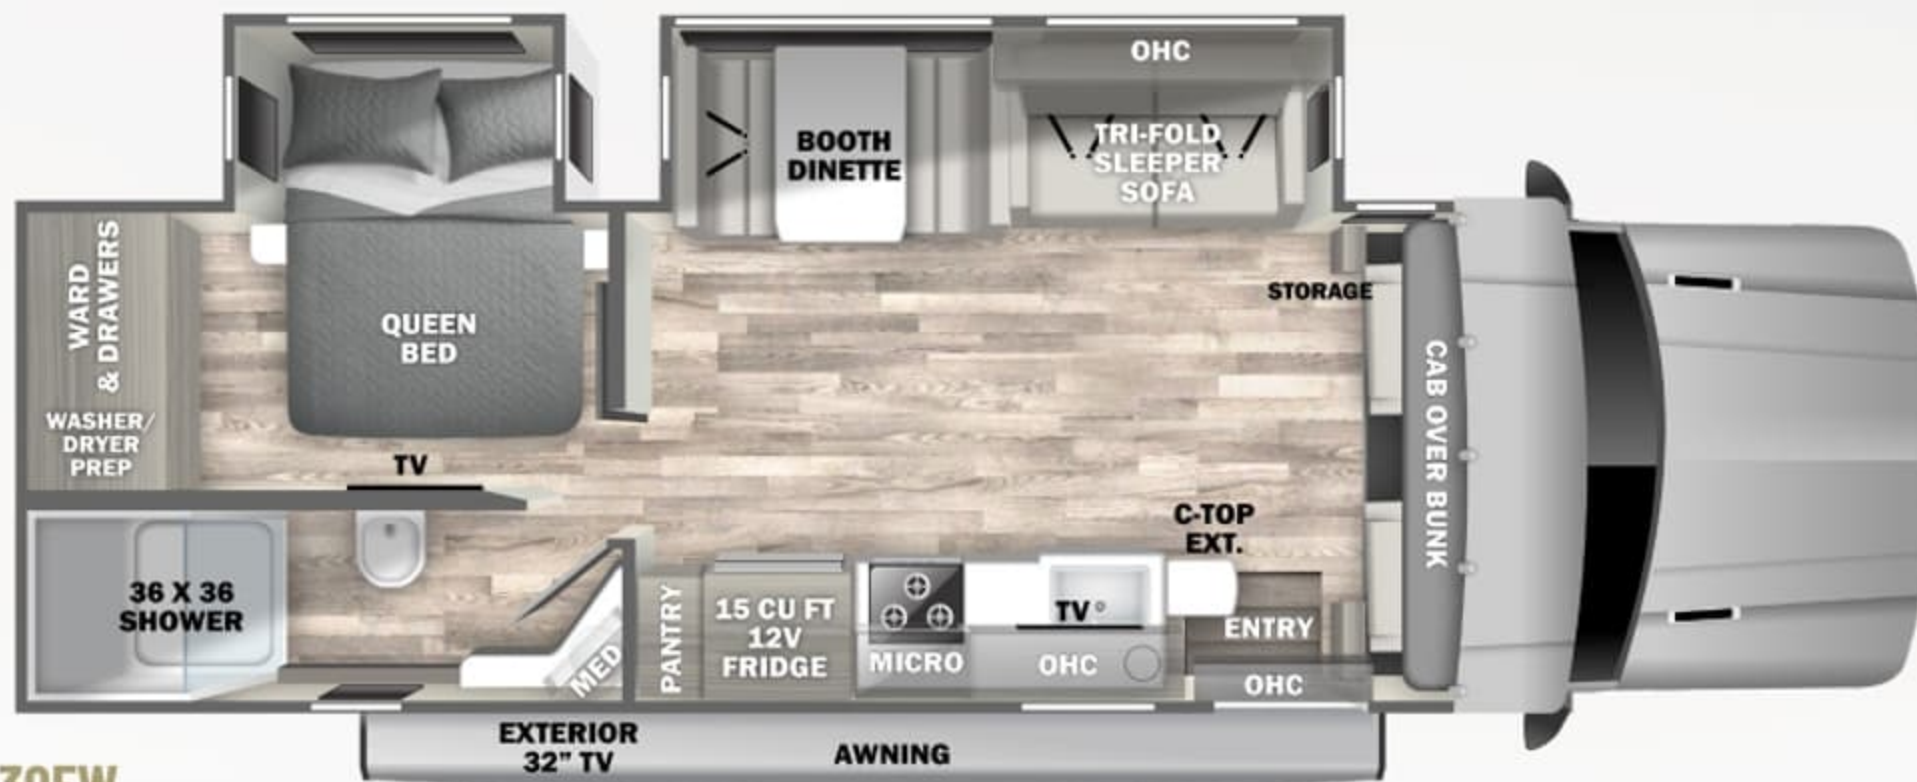 OHC
BOOTH
DINETTE
TRI-FOLD
SLEEPER
SOFA
WARD
& DRAWERS
QUEEN
BED
STORAGE
WASHER/
DRYER
PREP
TV
CAB OVER BUNK
C-TOP
EXT.
36 X 36
SHOWER
MED
PANTRY
15 CU FT
12V
FRIDGE
MICRO
TV
OHC
ENTRY
OHC
EXTERIOR
32" TV
AWNING